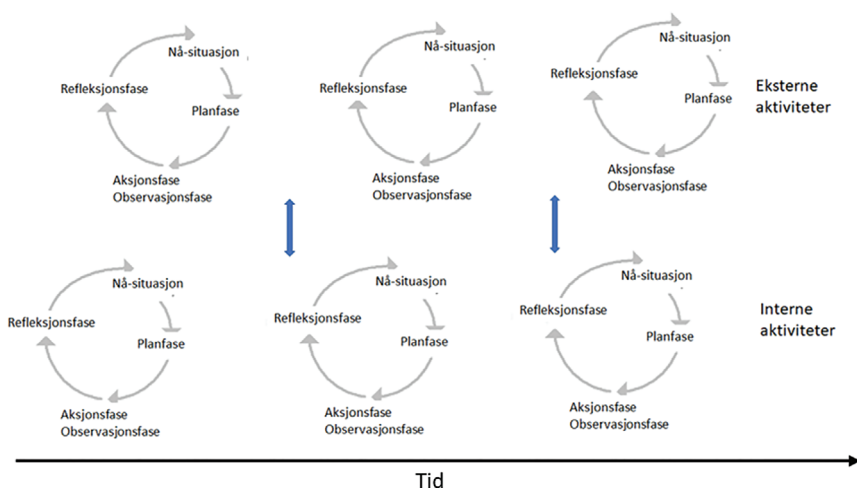 Nå-situasjon
Refleksjonsfase
Planfase
Aksjonsfase
Observasjonsfase
Nå-situasjon
Refleksjonsfase
Planfase
Aksjonsfase
Observasjonsfase
Nå-situasjon
Refleksjonsfase
Planfase
Aksjonsfase
Observasjonsfase
Eksterne
aktiviteter
Nå-situasjon
Refleksjonsfase
Planfase
Aksjonsfase
Observasjonsfase
Nå-situasjon
Refleksjonsfase
Planfase
Aksjonsfase
Observasjonsfase
Nå-situasjon
Refleksjonsfase
Planfase
Aksjonsfase
Observasjonsfase
Interne
aktiviteter
Tid